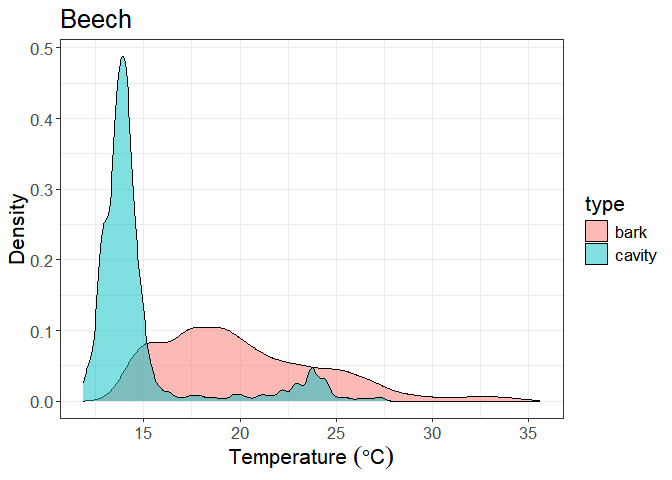 Beech
0.5
0.4
0.3
0.2
0.1
0.0
Density
15 20 25 30 35
Temperature (°C)
type
bark
cavity